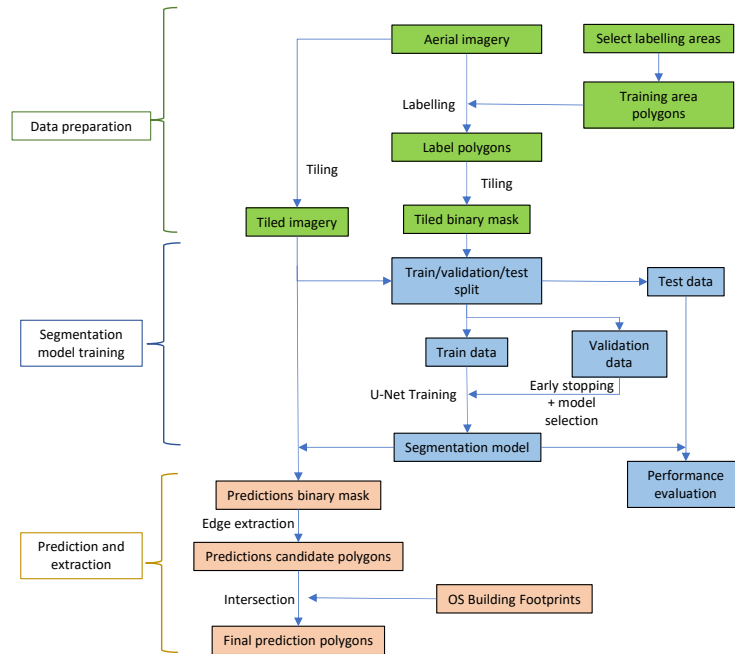 Aerial imagery
Select labelling areas
Labelling
Training area
polygons
Data preparation
Label polygons
Tiling
Tiling
Tiled imagery
Tiled binary mask
Train/validation/test
split
Test data
Segmentation
model training
Train data
Validation
data
U-Net Training
Early stopping
+ model
selection
Segmentation model
Performance
evaluation
Predictions binary mask
Edge extraction
Prediction and
extraction
Predictions candidate polygons
Intersection
OS Building Footprints
Final prediction polygons